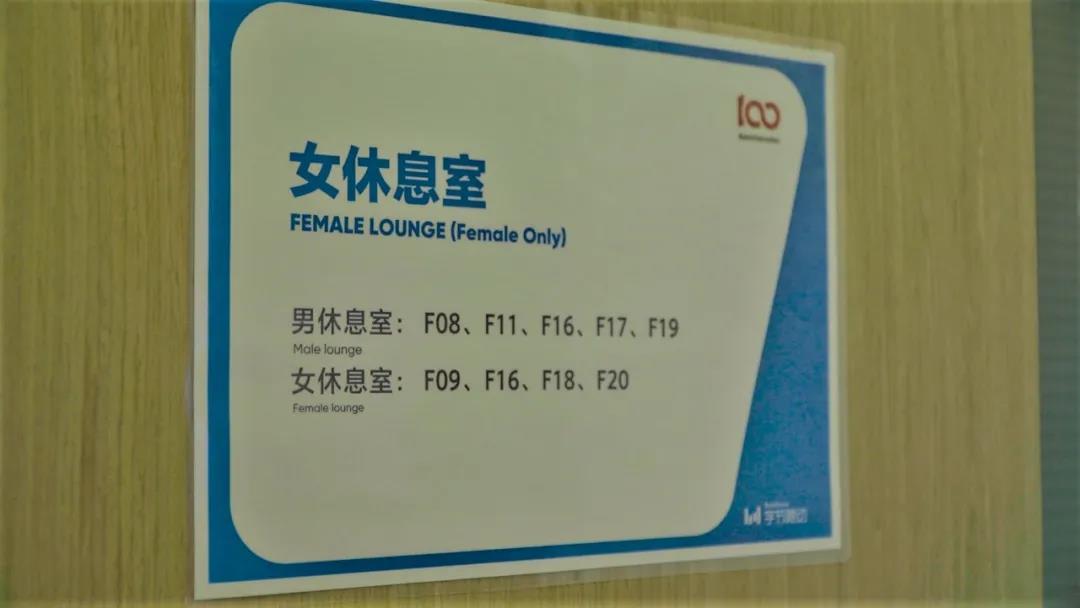 100
女休息室
FEMALE LOUNGE (Female Only)
男休息室： F08、F11、F16、F17、F19
Male lounge
女休息室： F09、F16、F18、F20
Female lounge
字节跳动